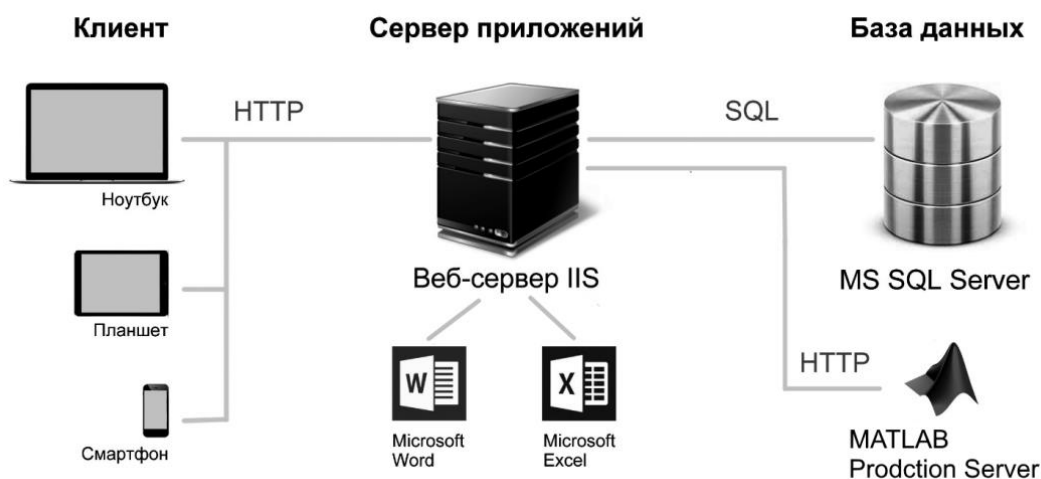 Клиент
Сервер приложений
База данных
HTTP
SQL
Ноутбук
Веб-сервер IIS
MS SQL Server
Планшет
HTTP
W
X
Смартфон
Microsoft
Word
Microsoft
Excel
MATLAB
Prodction Server